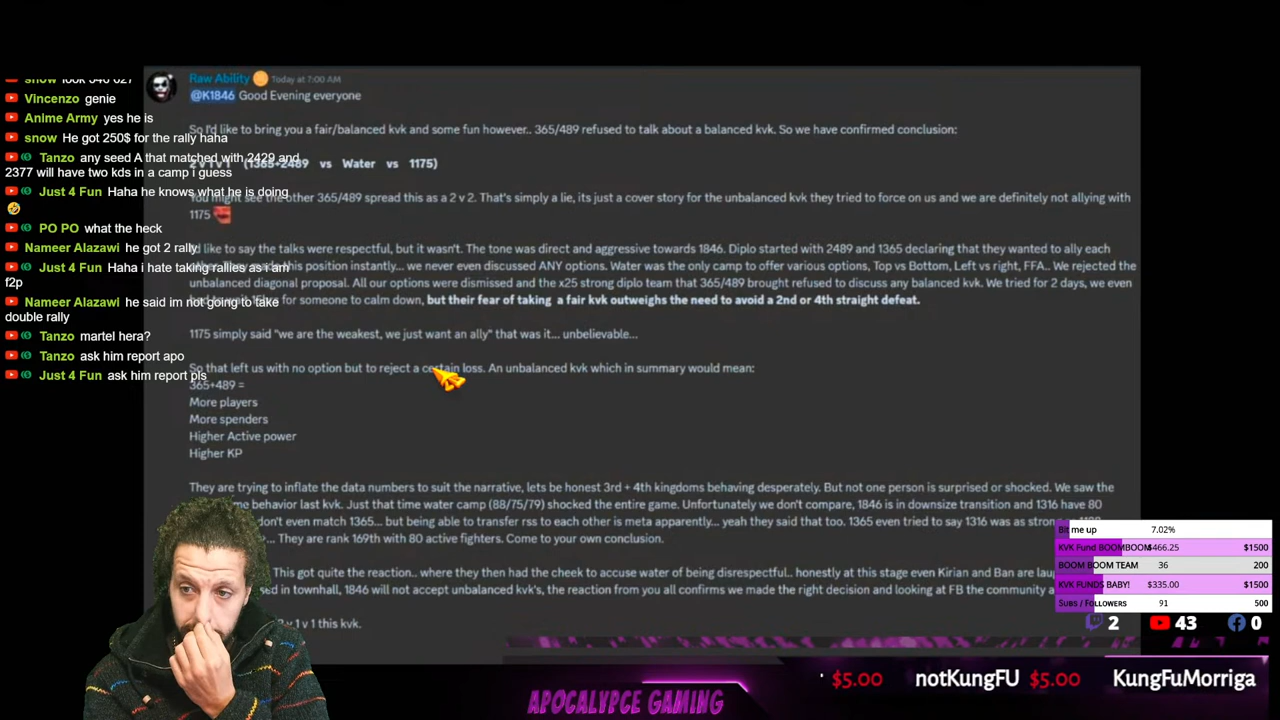 snow look 546 627
Vincenzo genie
Anime Army yes he is
snow He got 250$ for the rally haha
Tanzo any seed A that matched with 2429 and
2377 will have two kds in a camp i guess
Just 4 Fun Haha he knows what he is doing
🤣
PO PO what the heck
Nameer Alazawi he got 2 rally
Just 4 Fun Haha i hate taking rallies as i am
f2p
Nameer Alazawi he said im not going to take
double rally
Tanzo martel hera?
Tanzo ask him report apo
Just 4 Fun ask him report pls
Raw Ability Today at 7:00 AM
@K1846 Good Evening everyone
So I'd like to bring you a fair/balanced kvk and some fun however.. 365/489 refused to talk about a balanced kvk. So we have confirmed conclusion:
2 v 1 v 1 (1365+2489 vs Water vs 1175)
You might see the other 365/489 spread this as a 2 v 2. That's simply a lie, its just a cover story for the unbalanced kvk they tried to force on us and we are definitely not allying with
1175
I'd like to say the talks were respectful, but it wasn't. The tone was direct and aggressive towards 1846. Diplo started with 2489 and 1365 declaring that they wanted to ally each
this position instantly... we never even discussed ANY options. Water was the only camp to offer various options, Top vs Bottom, Left vs right, FFA.. We rejected the
unbalanced diagonal proposal. All our options were dismissed and the x25 strong diplo team that 365/489 brought refused to discuss any balanced kvk. We tried for 2 days, we even
for someone to calm down, but their fear of taking a fair kvk outweighs the need to avoid a 2nd or 4th straight defeat.
1175 simply said "we are the weakest, we just want an ally" that was it... unbelievable...
So that left us with no option but to reject a certain loss. An unbalanced kvk which in summary would mean:
365+489 =
More players
More spenders
Higher Active power
Higher KP
They are trying to inflate the data numbers to suit the narrative, lets be honest 3rd + 4th kingdoms behaving desperately. But not one person is surprised or shocked. We saw the
me behavior last kvk. Just that time water camp (88/75/79) shocked the entire game. Unfortunately we don't compare, 1846 is in downsize transition and 1316 have 80
don't even match 1365... but being able to transfer rss to each other is meta apparently... yeah they said that too. 1365 even tried to say 1316 was as strong
... They are rank 169th with 80 active fighters. Come to your own conclusion.
This got quite the reaction.. where they then had the cheek to accuse water of being disrespectful.. honestly at this stage even Kirian and Ban are lau
d in townhall, 1846 will not accept unbalanced kvk's, the reaction from you all confirms we made the right decision and looking at FB the community a
v 1 v 1 this kvk.
Bit me up 7.02%
KVK Fund BOOMBOOM $466.25 $1500
BOOM BOOM TEAM 36 200
KVK FUNDS BABY! $335.00 $1500
Subs / Followers 91 500
2 43 0
APOCALYPCE GAMING
$5.00 notKungFU $5.00 KungFuMorriga